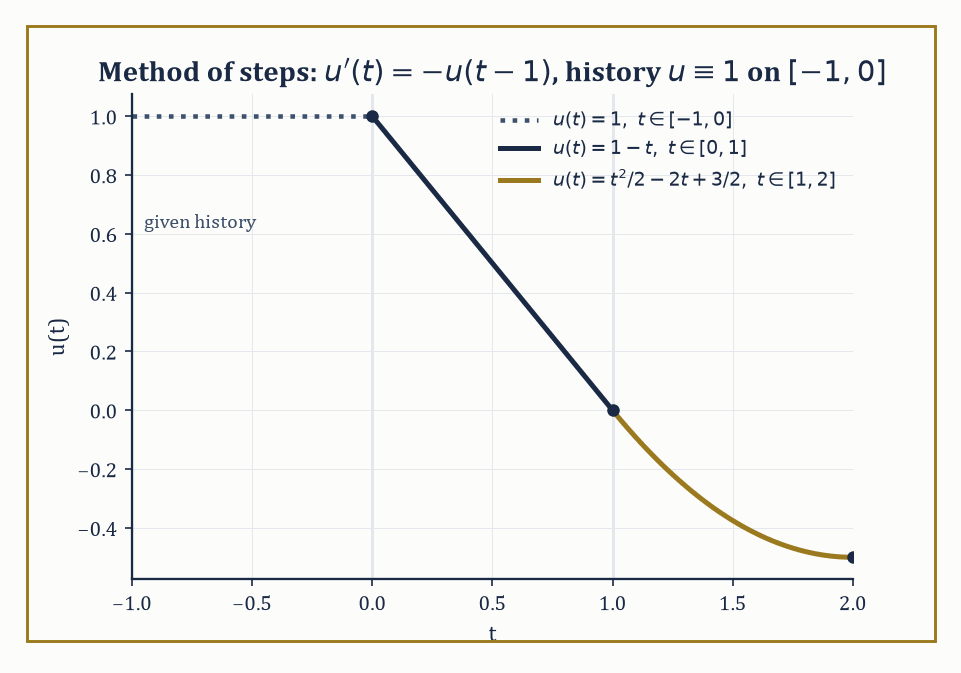 Method of steps: u′(t) = −u(t − 1), history u ≡ 1 on [−1, 0]
u(t) = 1, t ∈ [−1, 0]
u(t) = 1 − t, t ∈ [0, 1]
u(t) = t²/2 − 2t + 3/2, t ∈ [1, 2]
given history
u(t)
1.0
0.8
0.6
0.4
0.2
0.0
−0.2
−0.4
−1.0 −0.5 0.0 0.5 1.0 1.5 2.0
t